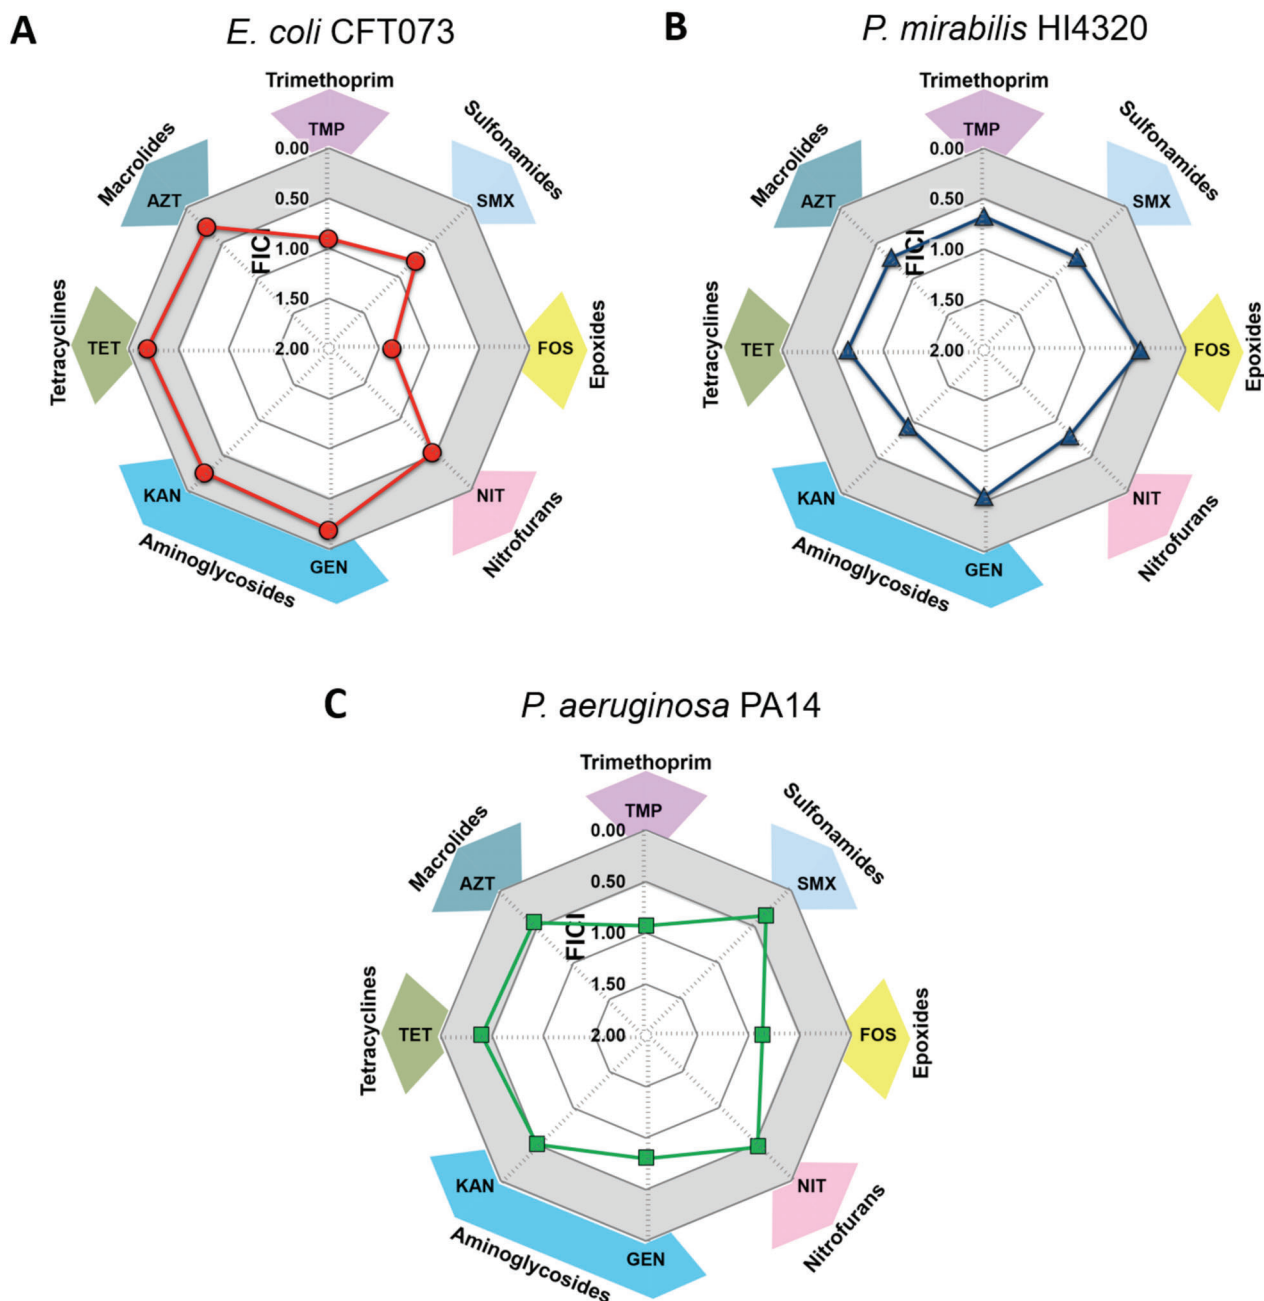 A
E. coli CFT073
Trimethoprim
TMP
Macrolides
AZT
Sulfonamides
SMX
0.00
0.50
1.00
1.50
2.00
FICI
Tetracyclines
TET
FOS
Epoxides
KAN
Aminoglycosides
GEN
NIT
Nitrofurans
B
P. mirabilis HI4320
Trimethoprim
TMP
Macrolides
AZT
Sulfonamides
SMX
0.00
0.50
1.00
1.50
2.00
FICI
Tetracyclines
TET
FOS
Epoxides
KAN
Aminoglycosides
GEN
NIT
Nitrofurans
C
P. aeruginosa PA14
Trimethoprim
TMP
Macrolides
AZT
Sulfonamides
SMX
0.00
0.50
1.00
1.50
2.00
FICI
Tetracyclines
TET
FOS
Epoxides
KAN
Aminoglycosides
GEN
NIT
Nitrofurans